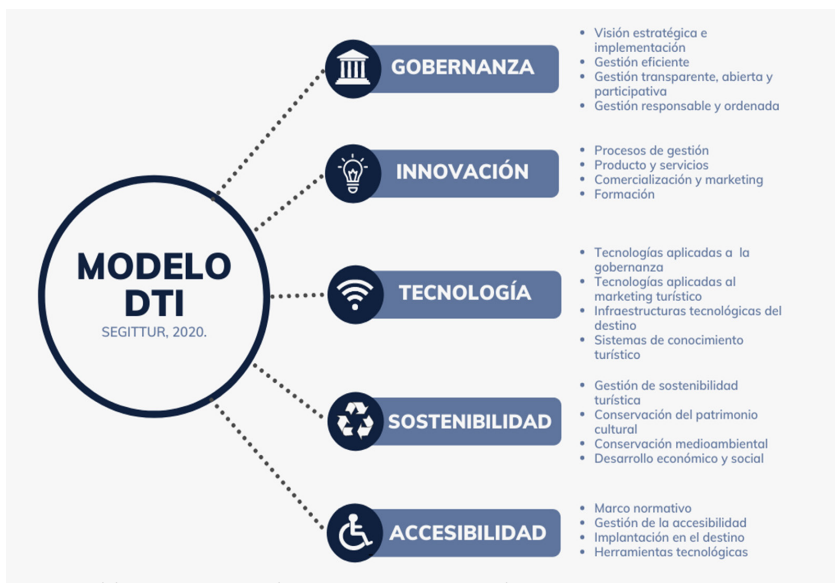 MODELO
DTI
SEGITTUR, 2020.
GOBERNANZA
• Visión estratégica e
implementación
• Gestión eficiente
• Gestión transparente, abierta y
participativa
• Gestión responsable y ordenada
INNOVACIÓN
• Procesos de gestión
• Producto y servicios
• Comercialización y marketing
• Formación
TECNOLOGÍA
• Tecnologías aplicadas a la
gobernanza
• Tecnologías aplicadas al
marketing turístico
• Infraestructuras tecnológicas del
destino
• Sistemas de conocimiento
turístico
SOSTENIBILIDAD
• Gestión de sostenibilidad
turística
• Conservación del patrimonio
cultural
• Conservación medioambiental
• Desarrollo económico y social
ACCESIBILIDAD
• Marco normativo
• Gestión de la accesibilidad
• Implantación en el destino
• Herramientas tecnológicas